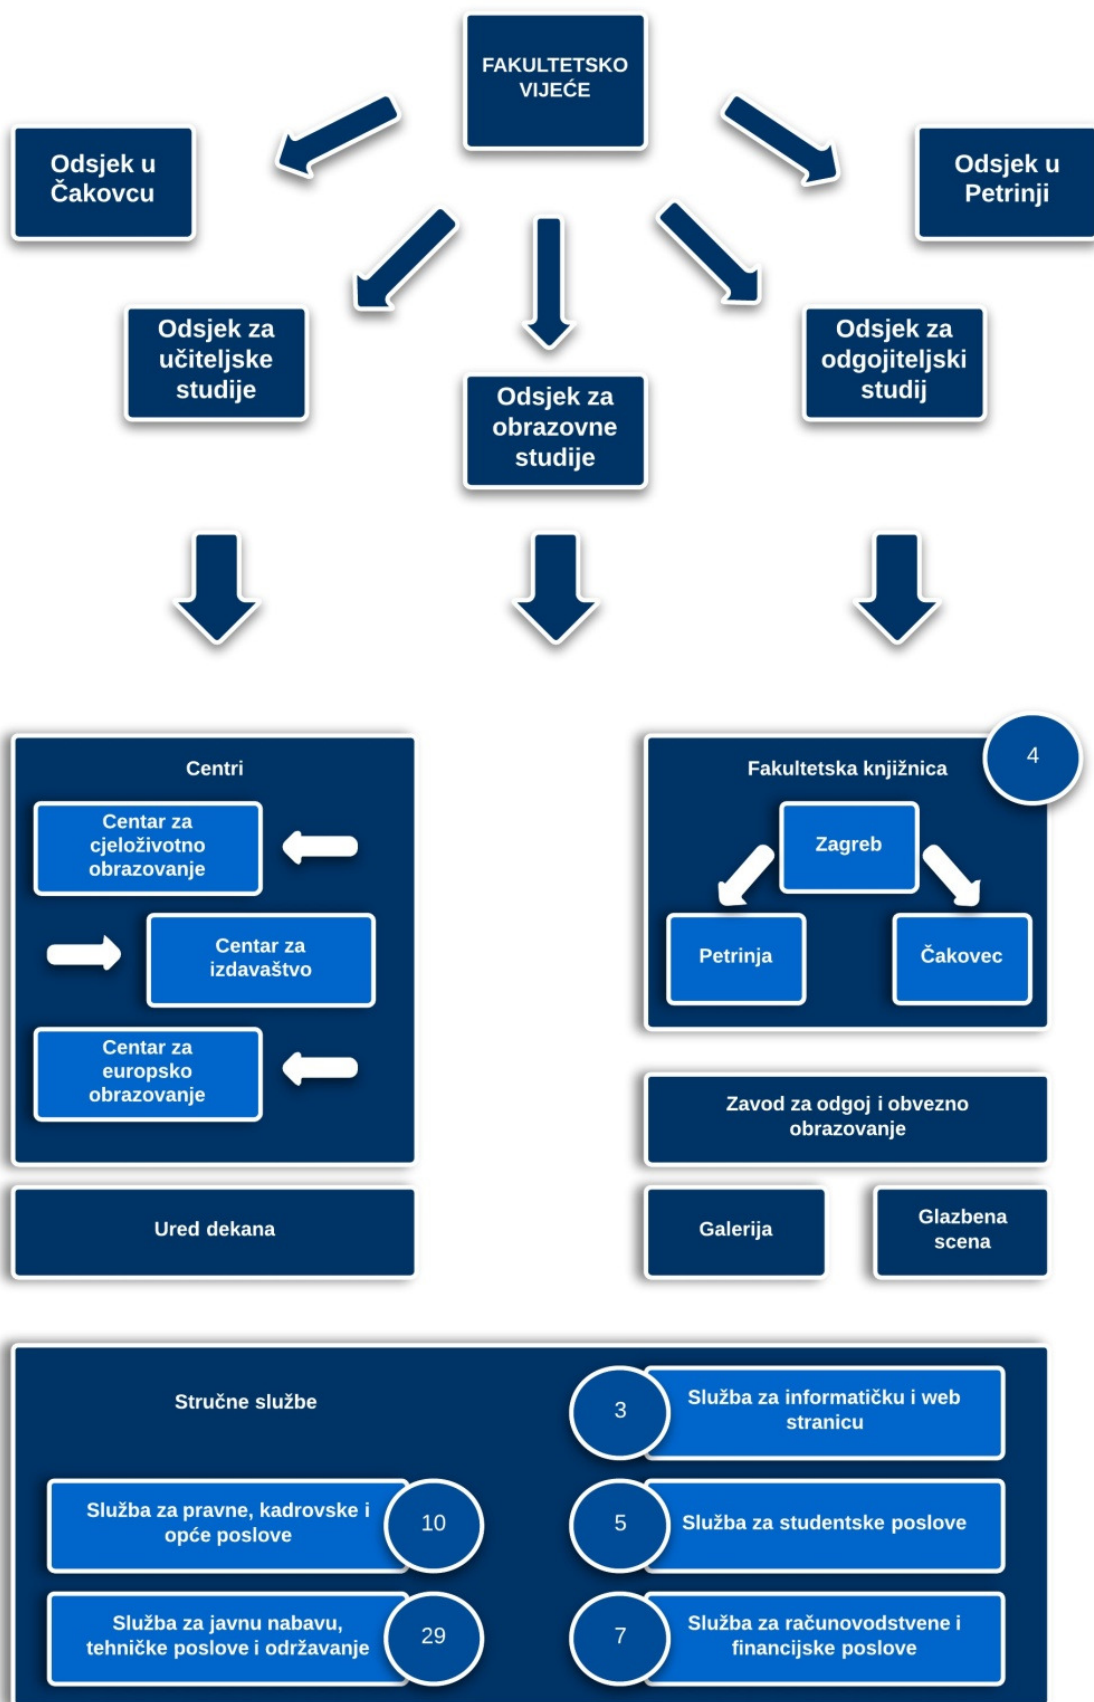 FAKULTETSKO
VIJEĆE
Odsjek u
Čakovcu
Odsjek u
Petrinji
Odsjek za
učiteljske
studije
Odsjek za
obrazovne
studije
Odsjek za
odgojiteljski
studij
Centri
Centar za
cjeloživotno
obrazovanje
Centar za
izdavaštvo
Centar za
europsko
obrazovanje
Ured dekana
Fakultetska knjižnica
4
Zagreb
Petrinja
Čakovec
Zavod za odgoj i obvezno
obrazovanje
Galerija
Glazbena
scena
Stručne službe
3
Služba za informatičku i web
stranicu
Služba za pravne, kadrovske i
opće poslove
10
5
Služba za studentske poslove
Služba za javnu nabavu,
tehničke poslove i održavanje
29
7
Služba za računovodstvene i
financijske poslove